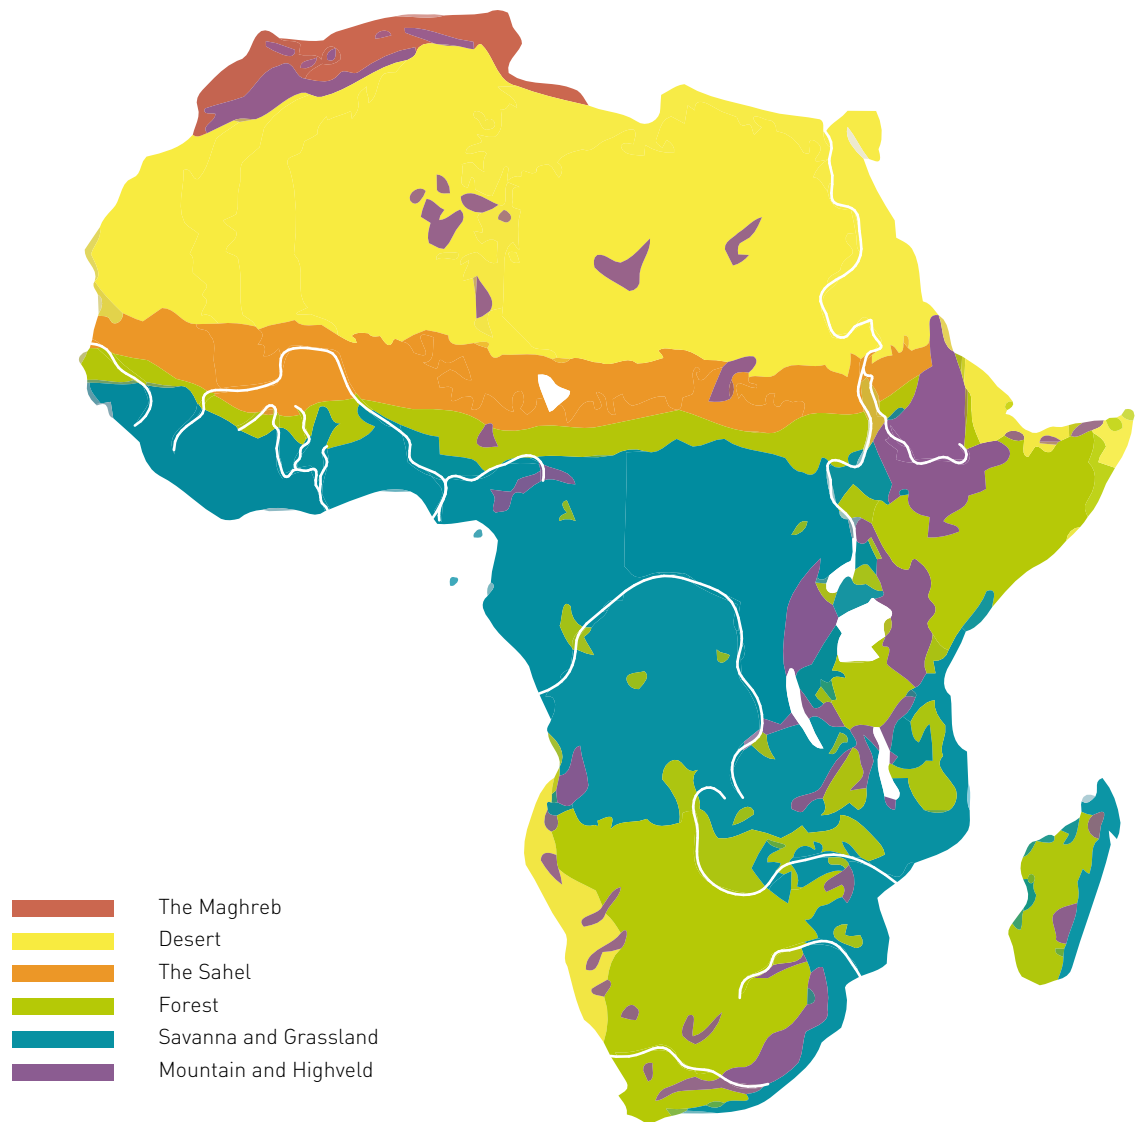 The Maghreb
Desert
The Sahel
Forest
Savanna and Grassland
Mountain and Highveld